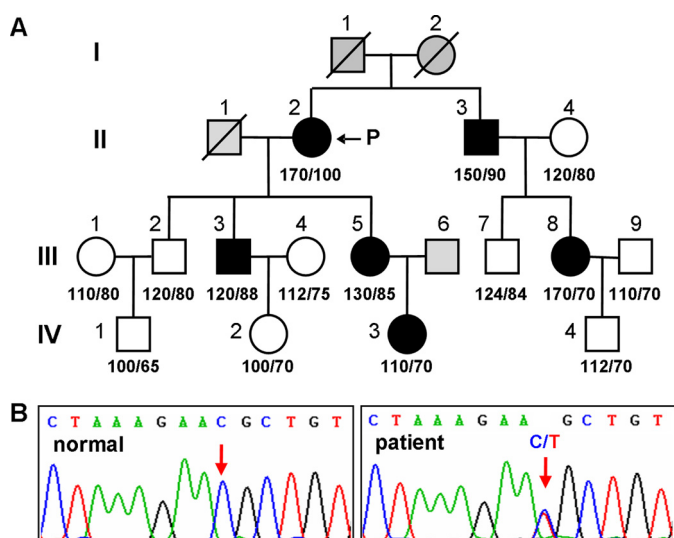 A
I
1 2
II
1 2 3 4
P
170/100 150/90 120/80
III
1 2 3 4 5 6 7 8 9
110/80 120/80 120/88 112/75 130/85 124/84 170/70 110/70
IV
1 2 3 4
100/65 100/70 110/70 112/70
B
C T A A A G A A C G C T G T
normal
C T A A A G A A G C T G T
patient
C/T